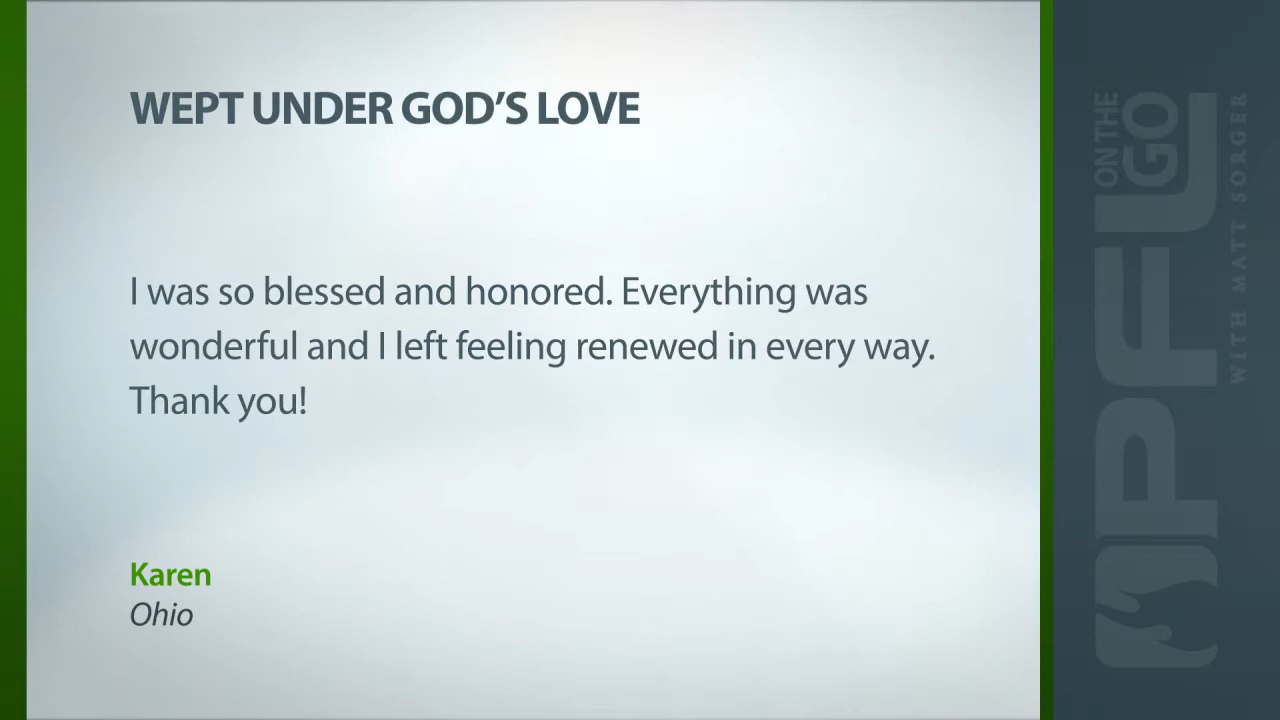 WEPT UNDER GOD’S LOVE
I was so blessed and honored. Everything was
wonderful and I left feeling renewed in every way.
Thank you!
Karen
Ohio
PFL
ON THE
GO
WITH MATT SORGER